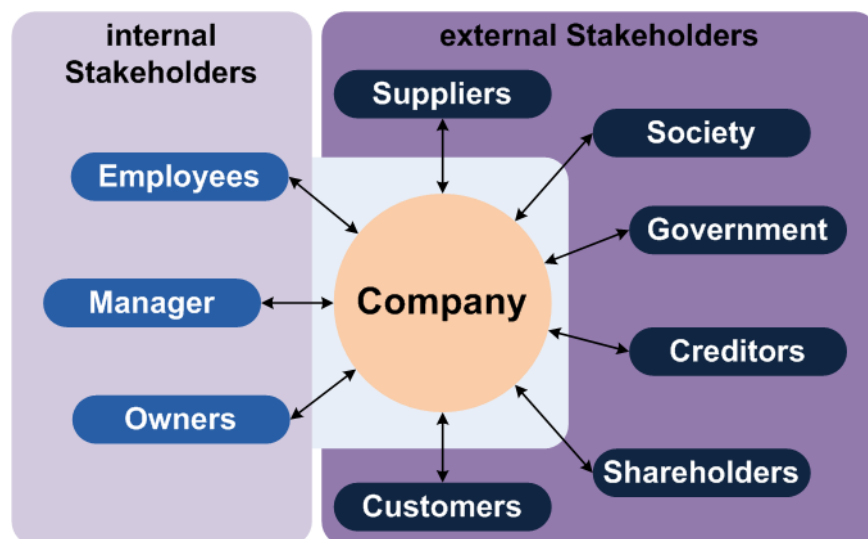 internal
Stakeholders
external Stakeholders
Suppliers
Society
Employees
Government
Manager
Company
Creditors
Owners
Shareholders
Customers